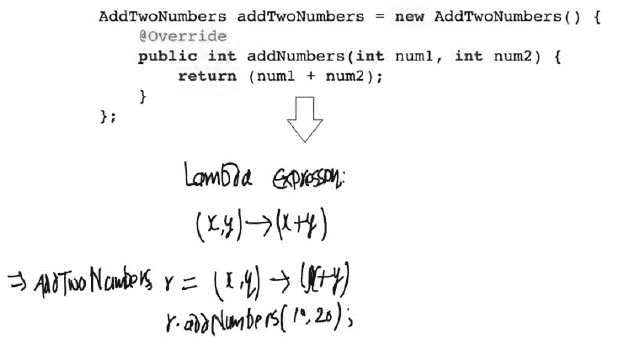 AddTwoNumbers addTwoNumbers = new AddTwoNumbers() {
@Override
public int addNumbers(int num1, int num2) {
return (num1 + num2);
}
};
Lambda Expresson:
(x,y)→(x+y)
⇒ AddTwoNumbers r = (x,y) → (x+y)
r.addNumbers(10,20);